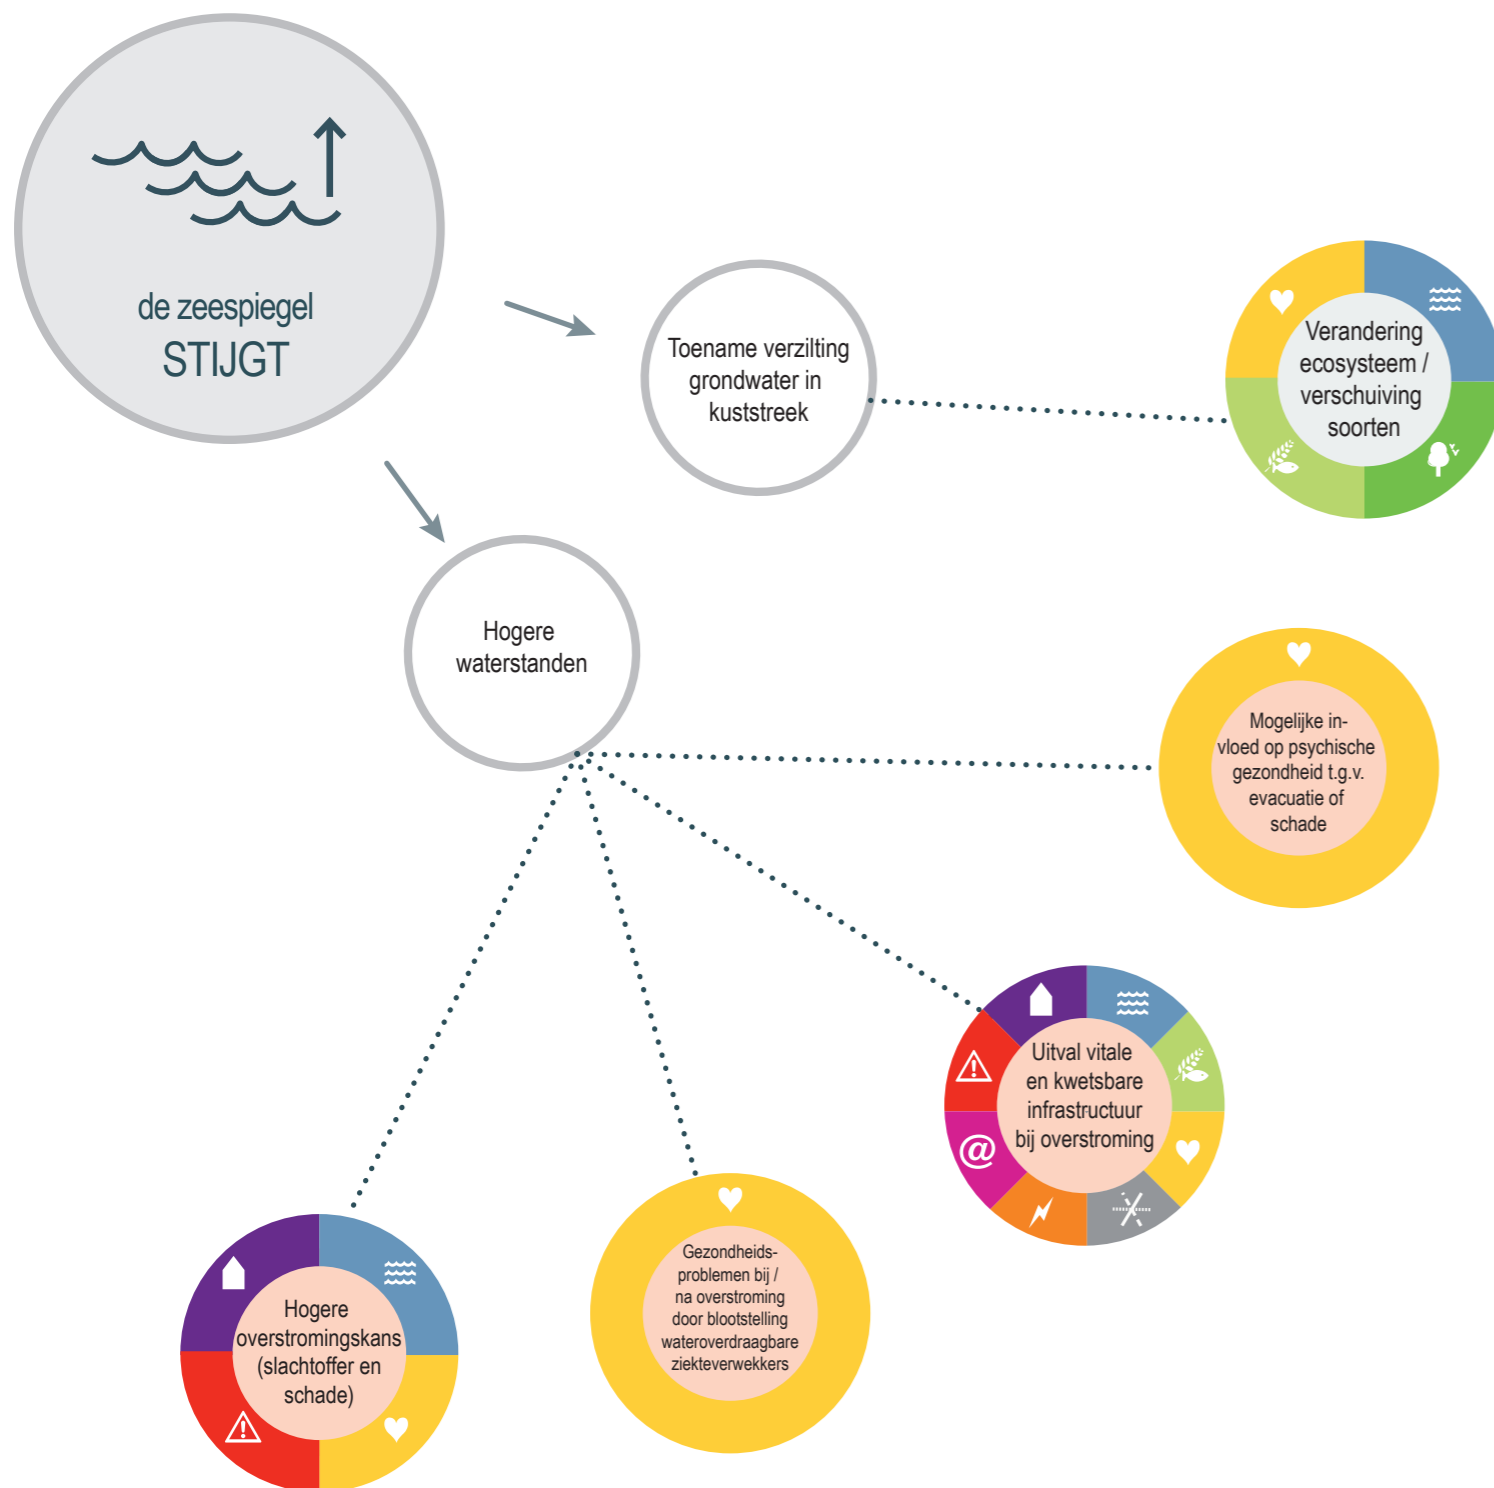 de zeespiegel
STIJGT
Toename verzilting
grondwater in
kuststreek
Verandering
ecosysteem /
verschuiving
soorten
Hogere
waterstanden
Mogelijke in-
vloed op psychische
gezondheid t.g.v.
evacuatie of
schade
Uitval vitale
en kwetsbare
infrastructuur
bij overstroming
@
Gezondheids-
problemen bij /
na overstroming
door blootstelling
wateroverdraagbare
ziekteverwekkers
Hogere
overstromingskans
(slachtoffer en
schade)